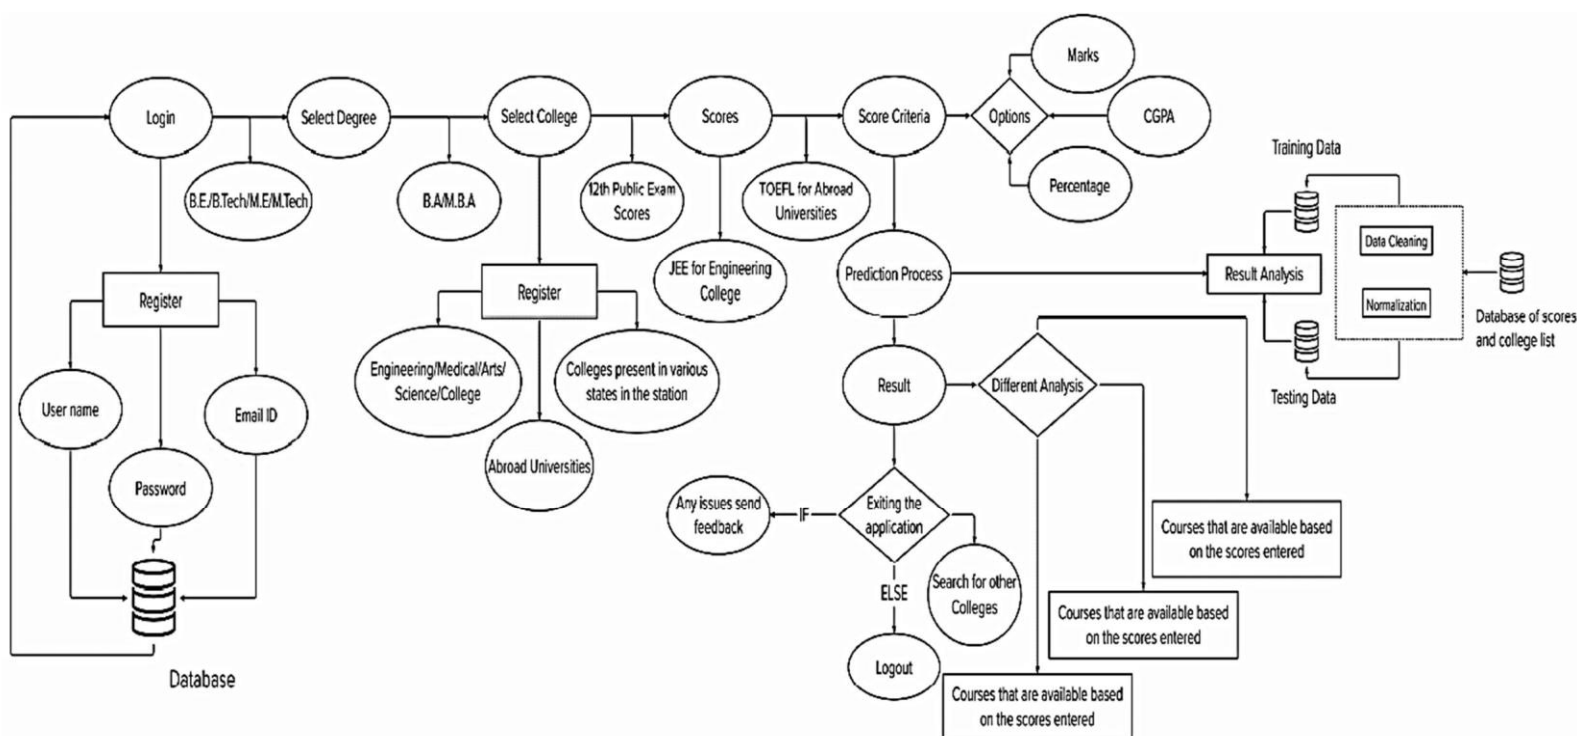 Marks
Login
Select Degree
Select College
Scores
Score Criteria
Options
CGPA
Training Data
B.E./B.Tech/M.E/M.Tech
B.A/M.B.A
12th Public Exam
Scores
TOEFL for Abroad
Universities
Percentage
Data Cleaning
JEE for Engineering
College
Prediction Process
Result Analysis
Register
Register
Normalization
Database of scores
and college list
Engineering/Medical/Arts/
Science/College
Colleges present in various
states in the station
Result
Different Analysis
Testing Data
User name
Email ID
Abroad Universities
Password
Any issues send
feedback
IF
Exiting the
application
Courses that are available based
on the scores entered
ELSE
Search for other
Colleges
Courses that are available based
on the scores entered
Logout
Database
Courses that are available based
on the scores entered